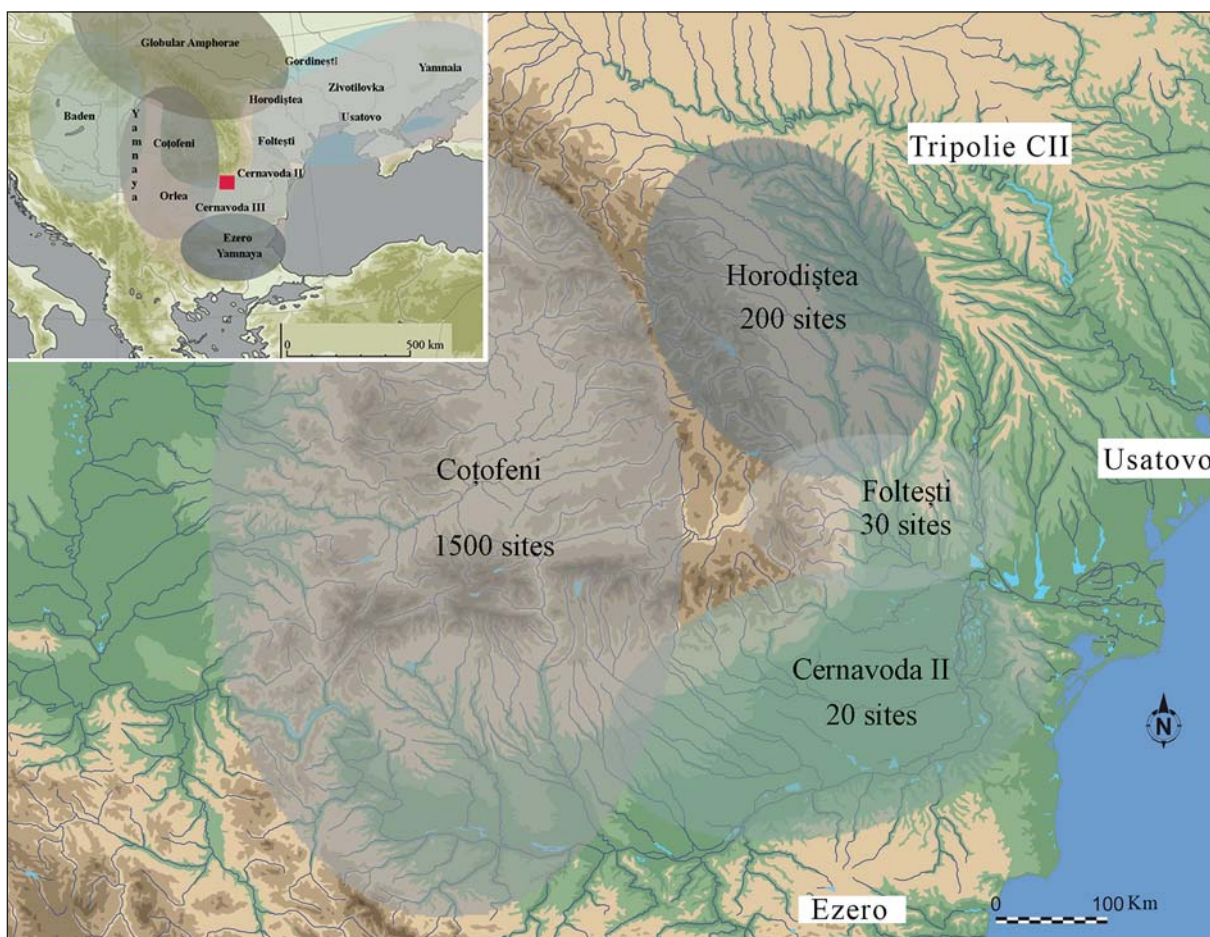 Globular Amphorae
Gordinești
Yamnaia
Zivotilovka
Horodiștea
Baden
Yamnaya
Usatovo
Coțofeni
Foltești
Cernavoda II
Orlea
Cernavoda III
Ezero
Yamnaya
0 500 km
Tripolie CII
Horodiștea
200 sites
Usatovo
Coțofeni
1500 sites
Foltești
30 sites
Cernavoda II
20 sites
N
Ezero
0 100 Km